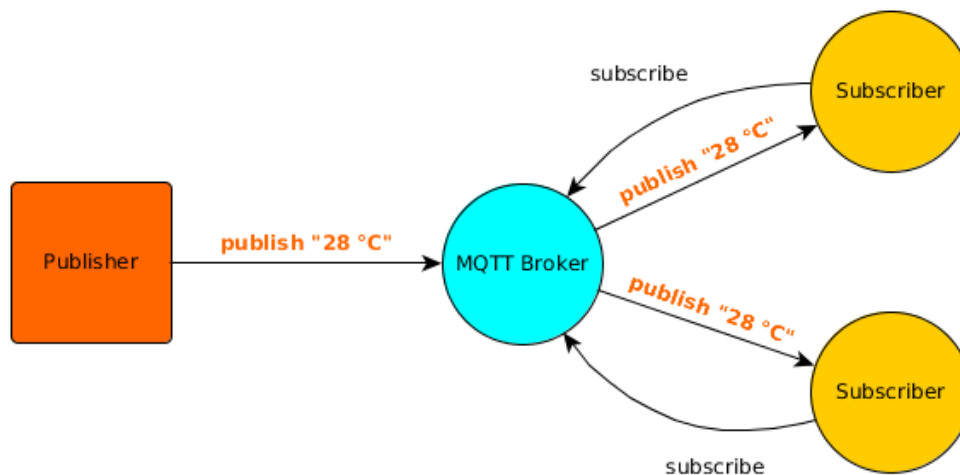 subscribe
Subscriber
publish "28 °C"
publish "28 °C"
Publisher
MQTT Broker
publish "28 °C"
Subscriber
subscribe